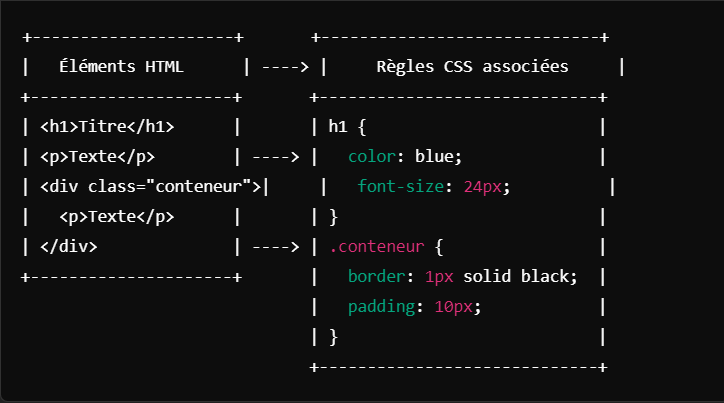 +---------------------+       +-----------------------------+
|   Éléments HTML      | ----> |     Règles CSS associées     |
+---------------------+       +-----------------------------+
| <h1>Titre</h1>      |       | h1 {                        |
| <p>Texte</p>        | ----> |   color: blue;              |
| <div class="conteneur">|     |   font-size: 24px;          |
|   <p>Texte</p>      |       | }                           |
| </div>              | ----> | .conteneur {                |
+---------------------+       |   border: 1px solid black;  |
                              |   padding: 10px;            |
                              | }                           |
                              +-----------------------------+